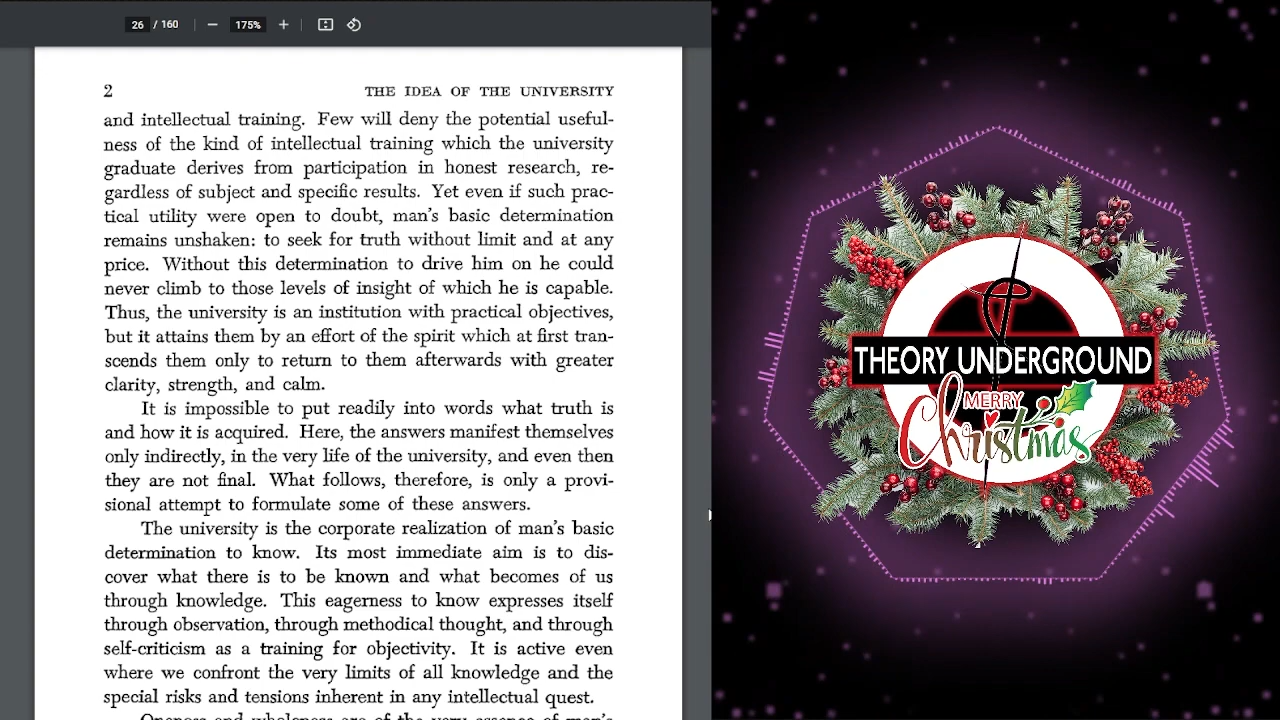 26 / 160 — 175% +
2 THE IDEA OF THE UNIVERSITY
and intellectual training. Few will deny the potential useful-
ness of the kind of intellectual training which the university
graduate derives from participation in honest research, re-
gardless of subject and specific results. Yet even if such prac-
tical utility were open to doubt, man's basic determination
remains unshaken: to seek for truth without limit and at any
price. Without this determination to drive him on he could
never climb to those levels of insight of which he is capable.
Thus, the university is an institution with practical objectives,
but it attains them by an effort of the spirit which at first tran-
scends them only to return to them afterwards with greater
clarity, strength, and calm.
It is impossible to put readily into words what truth is
and how it is acquired. Here, the answers manifest themselves
only indirectly, in the very life of the university, and even then
they are not final. What follows, therefore, is only a provi-
sional attempt to formulate some of these answers.
The university is the corporate realization of man's basic
determination to know. Its most immediate aim is to dis-
cover what there is to be known and what becomes of us
through knowledge. This eagerness to know expresses itself
through observation, through methodical thought, and through
self-criticism as a training for objectivity. It is active even
where we confront the very limits of all knowledge and the
special risks and tensions inherent in any intellectual quest.
Oneness and wholeness are of the very essence of man's
THEORY UNDERGROUND
MERRY
Christmas